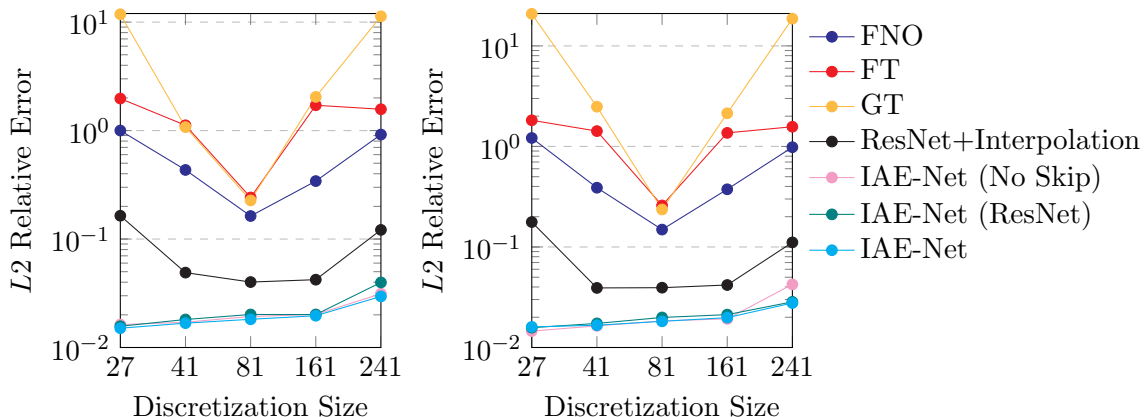 L2 Relative Error
10^1
10^0
10^−1
10^−2
27 41 81 161 241
Discretization Size
L2 Relative Error
10^1
10^0
10^−1
10^−2
27 41 81 161 241
Discretization Size
FNO
FT
GT
ResNet+Interpolation
IAE-Net (No Skip)
IAE-Net (ResNet)
IAE-Net